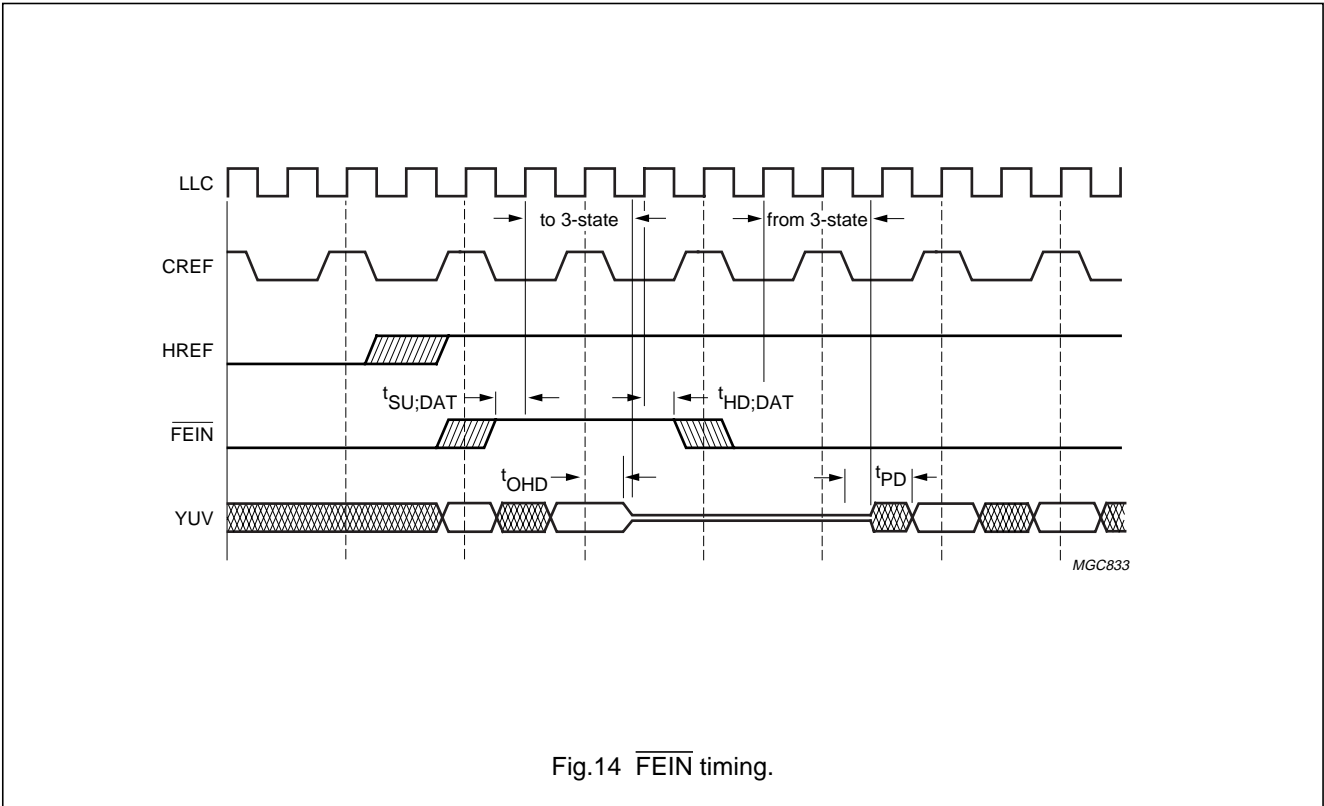 LLC
to 3-state
from 3-state
CREF
HREF
tSU;DAT
tHD;DAT
FEIN
tOHD
tPD
YUV
MGC833
Fig.14 FEIN timing.